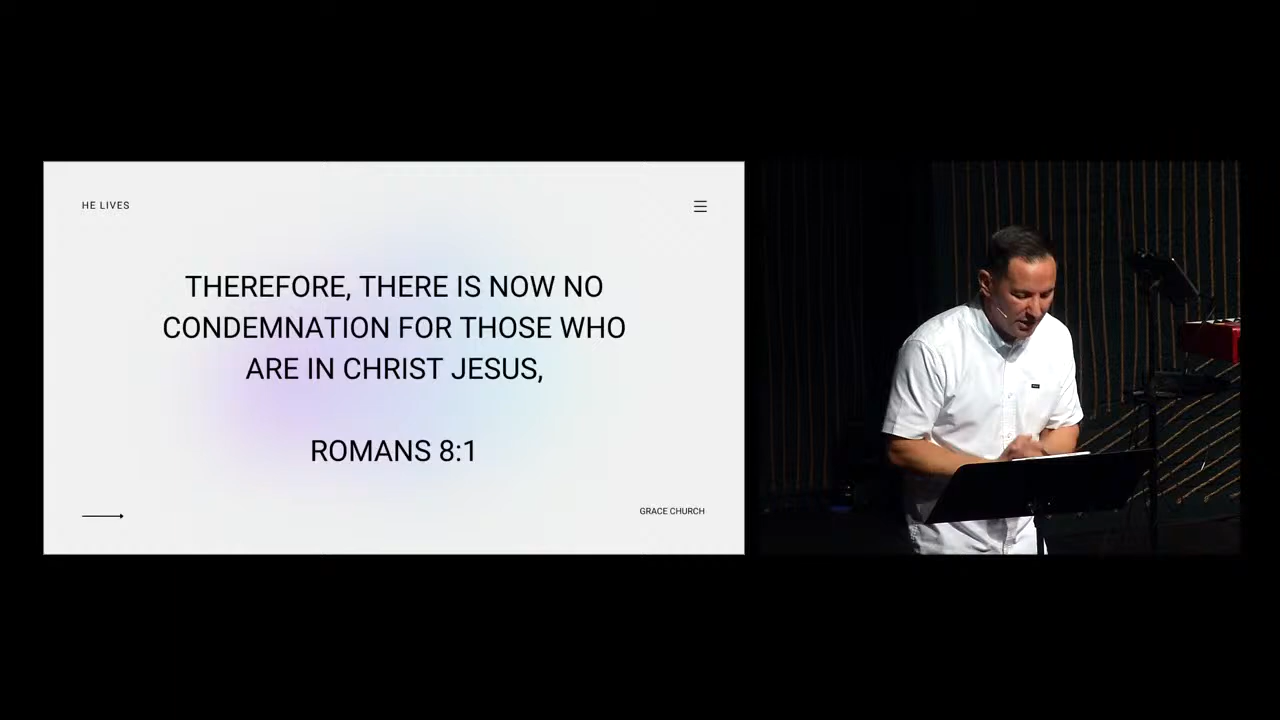 HE LIVES
THEREFORE, THERE IS NOW NO
CONDEMNATION FOR THOSE WHO
ARE IN CHRIST JESUS,
ROMANS 8:1
GRACE CHURCH